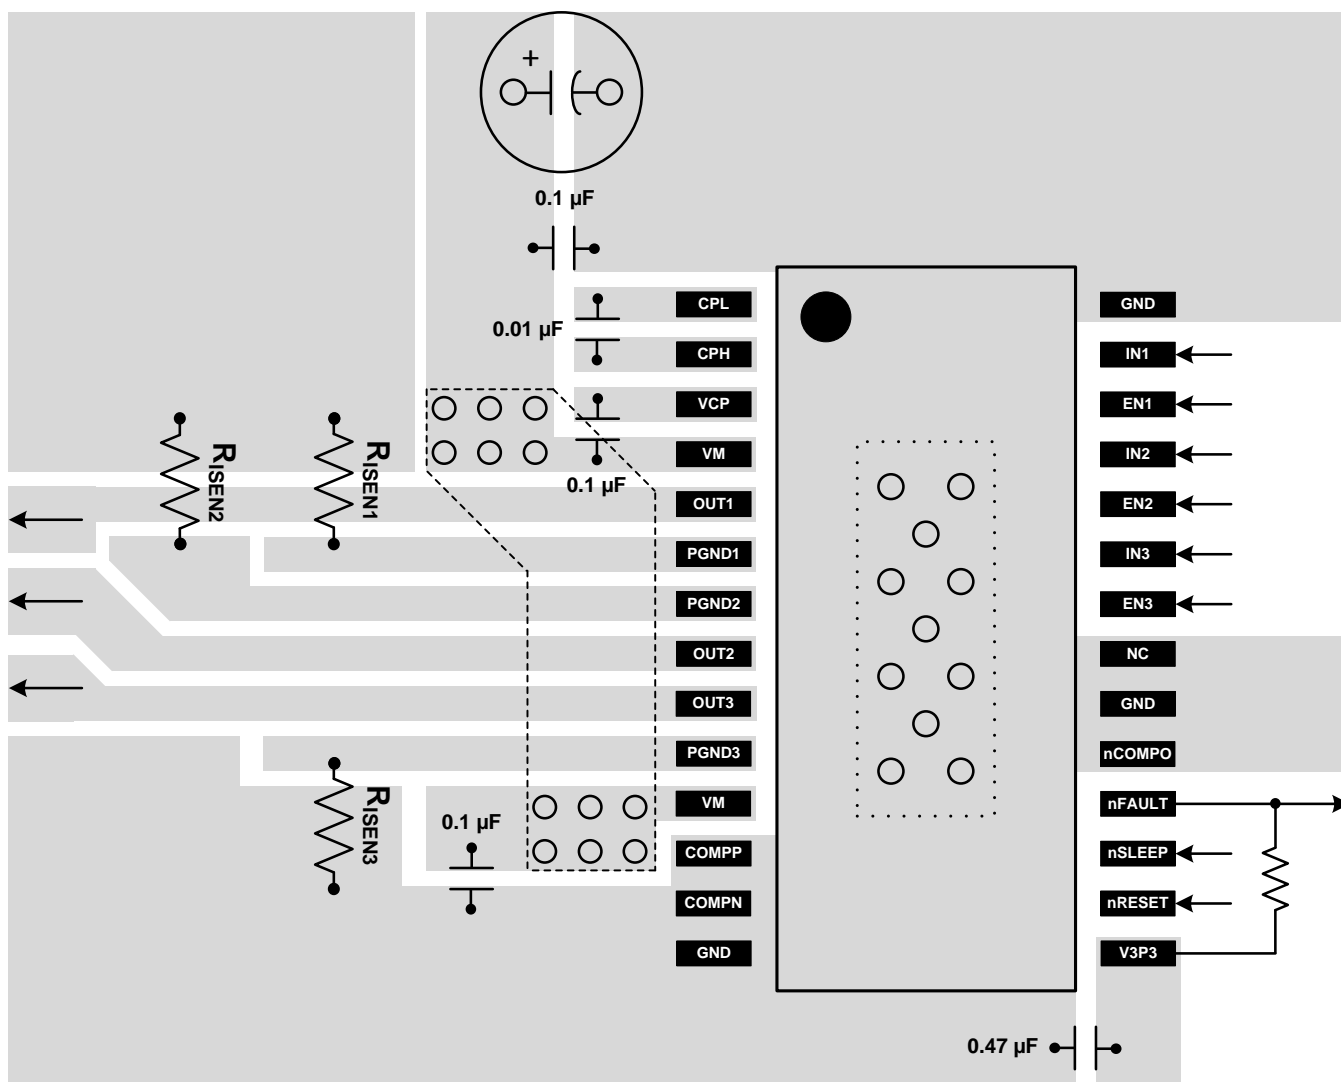 +
0.1 µF
CPL
GND
0.01 µF
CPH
IN1
VCP
EN1
VM
IN2
0.1 µF
RISEN2
RISEN1
OUT1
EN2
PGND1
IN3
PGND2
EN3
OUT2
NC
OUT3
GND
PGND3
nCOMPO
RISEN3
VM
nFAULT
0.1 µF
COMPP
nSLEEP
COMPN
nRESET
GND
V3P3
0.47 µF